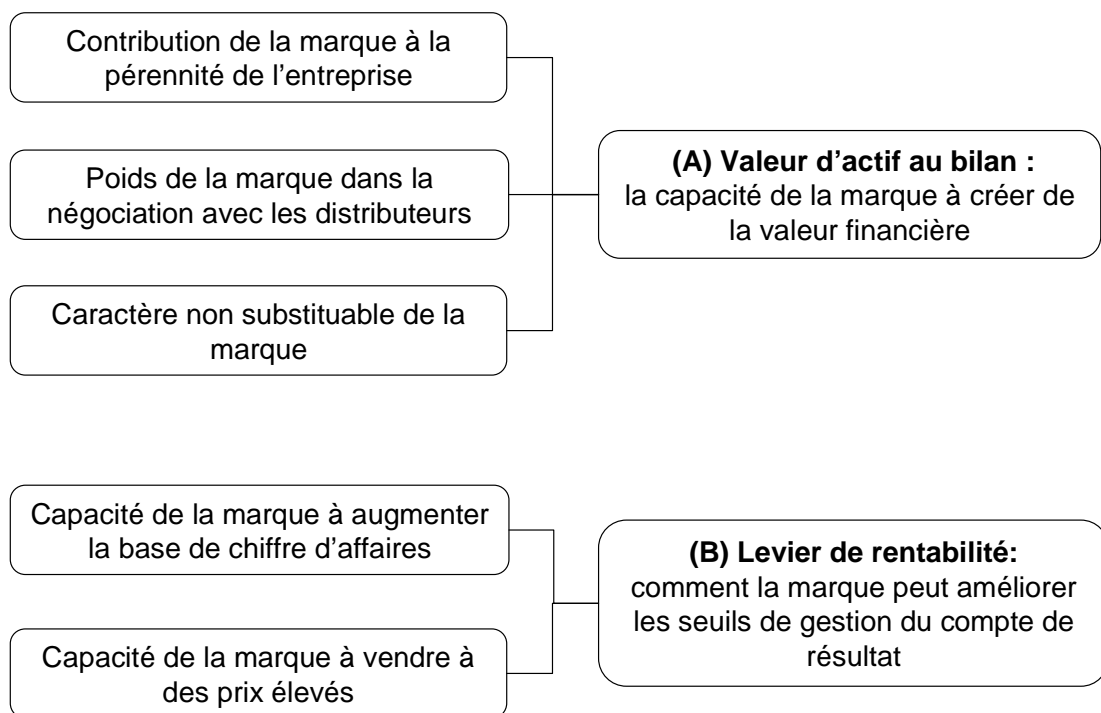 Contribution de la marque à la
pérennité de l’entreprise
Poids de la marque dans la
négociation avec les distributeurs
Caractère non substituable de la
marque
(A) Valeur d’actif au bilan :
la capacité de la marque à créer de
la valeur financière
Capacité de la marque à augmenter
la base de chiffre d’affaires
Capacité de la marque à vendre à
des prix élevés
(B) Levier de rentabilité:
comment la marque peut améliorer
les seuils de gestion du compte de
résultat